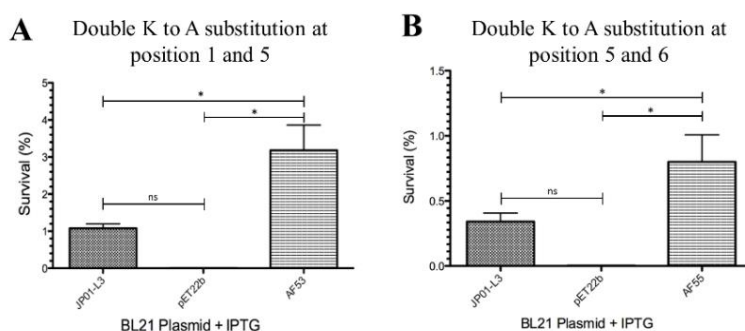 A
Double K to A substitution at
position 1 and 5
Survival (%)
5
4
3
2
1
0
*
*
ns
JP01-L3
pET22b
AF53
BL21 Plasmid + IPTG
B
Double K to A substitution at
position 5 and 6
Survival (%)
1.5
1.0
0.5
0.0
*
*
ns
JP01-L3
pET22b
AF55
BL21 Plasmid + IPTG